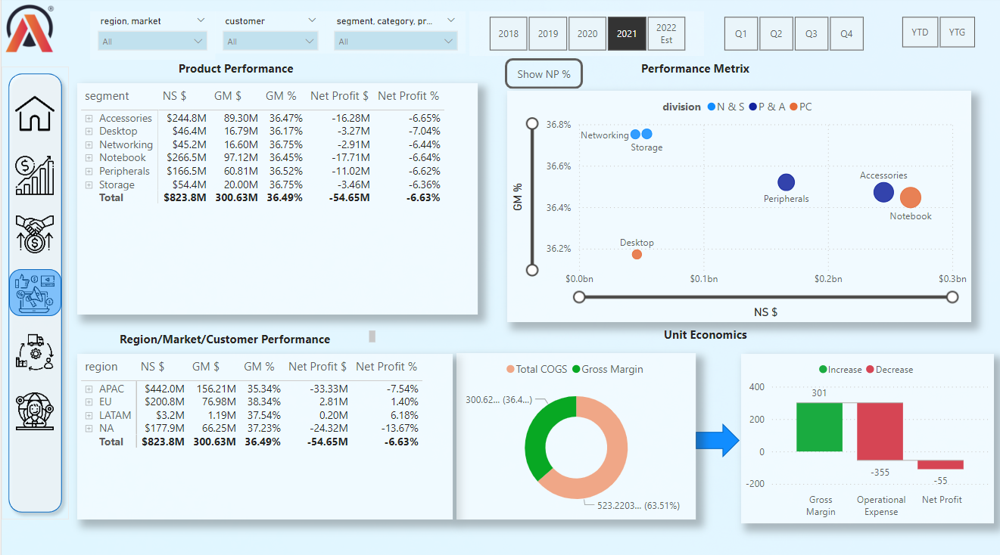 region, market
customer
segment, category, pr...
All
All
All
2018
2019
2020
2021
2022
Est
Q1
Q2
Q3
Q4
YTD
YTG
®
Product Performance
segment NS $ GM $ GM % Net Profit $ Net Profit %
Accessories $244.8M 89.30M 36.47% -16.28M -6.65%
Desktop $46.4M 16.79M 36.17% -3.27M -7.04%
Networking $45.2M 16.60M 36.75% -2.91M -6.44%
Notebook $266.5M 97.12M 36.45% -17.71M -6.64%
Peripherals $166.5M 60.81M 36.52% -11.02M -6.62%
Storage $54.4M 20.00M 36.75% -3.46M -6.36%
Total $823.8M 300.63M 36.49% -54.65M -6.63%
Show NP %
Performance Metrix
division N & S P & A PC
GM %
36.8%
36.6%
36.4%
36.2%
Networking
Storage
Accessories
Peripherals
Notebook
Desktop
$0.0bn $0.1bn $0.2bn $0.3bn
NS $
Region/Market/Customer Performance
region NS $ GM $ GM % Net Profit $ Net Profit %
APAC $442.0M 156.21M 35.34% -33.33M -7.54%
EU $200.8M 76.98M 38.34% 2.81M 1.40%
LATAM $3.2M 1.19M 37.54% 0.20M 6.18%
NA $177.9M 66.25M 37.23% -24.32M -13.67%
Total $823.8M 300.63M 36.49% -54.65M -6.63%
Unit Economics
Total COGS Gross Margin
300.62... (36.4...)
523.2203... (63.51%)
Increase Decrease
400
200
0
-200
301
-355
-55
Gross
Margin
Operational
Expense
Net Profit